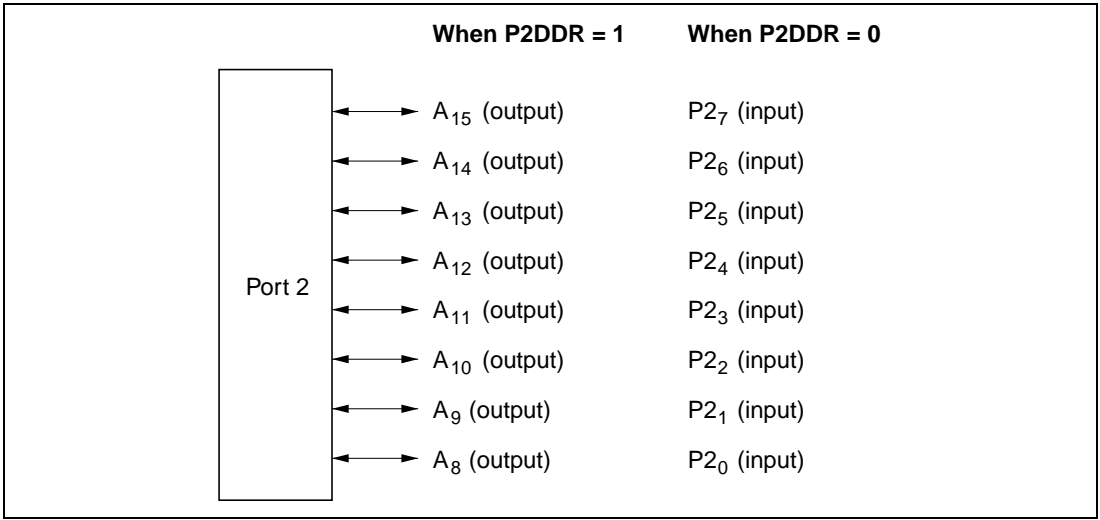 When P2DDR = 1 When P2DDR = 0
A15 (output) P27 (input)
A14 (output) P26 (input)
A13 (output) P25 (input)
A12 (output) P24 (input)
Port 2
A11 (output) P23 (input)
A10 (output) P22 (input)
A9 (output) P21 (input)
A8 (output) P20 (input)